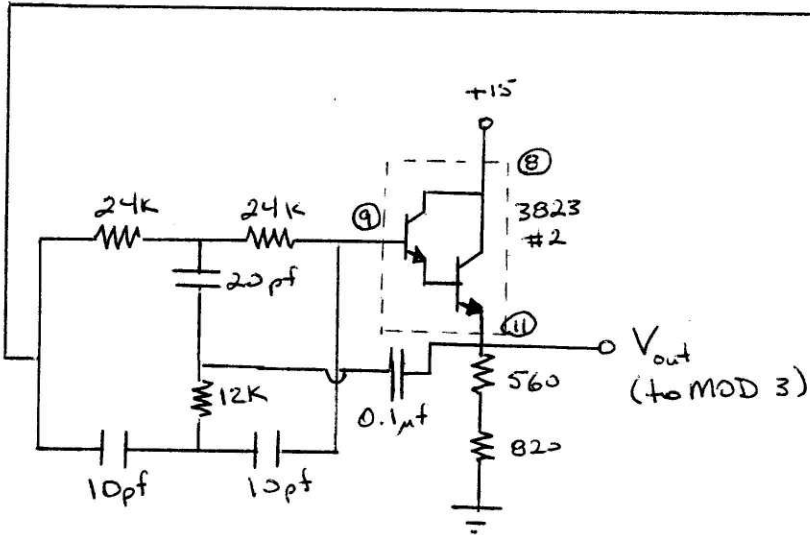 +15
⑧
24K
24K
⑨
3823
#2
20pf
⑪
Vout
(to MOD 3)
12K
0.1μf
560
820
10pf
10pf